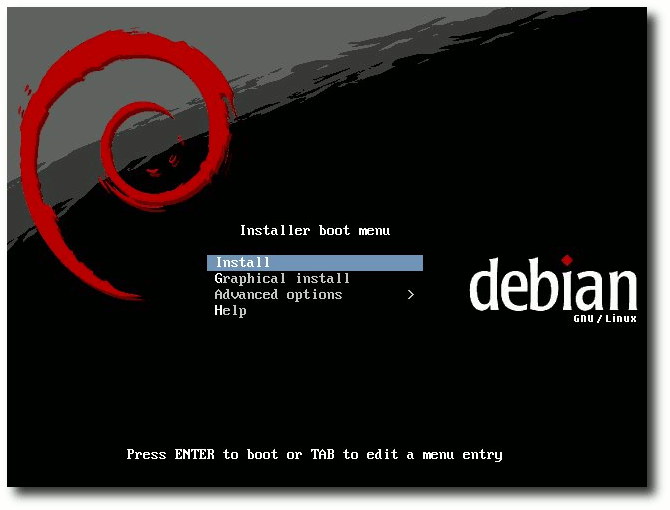 Installer boot menu
Install
Graphical install
Advanced options >
Help
debian
GNU/Linux
Press ENTER to boot or TAB to edit a menu entry